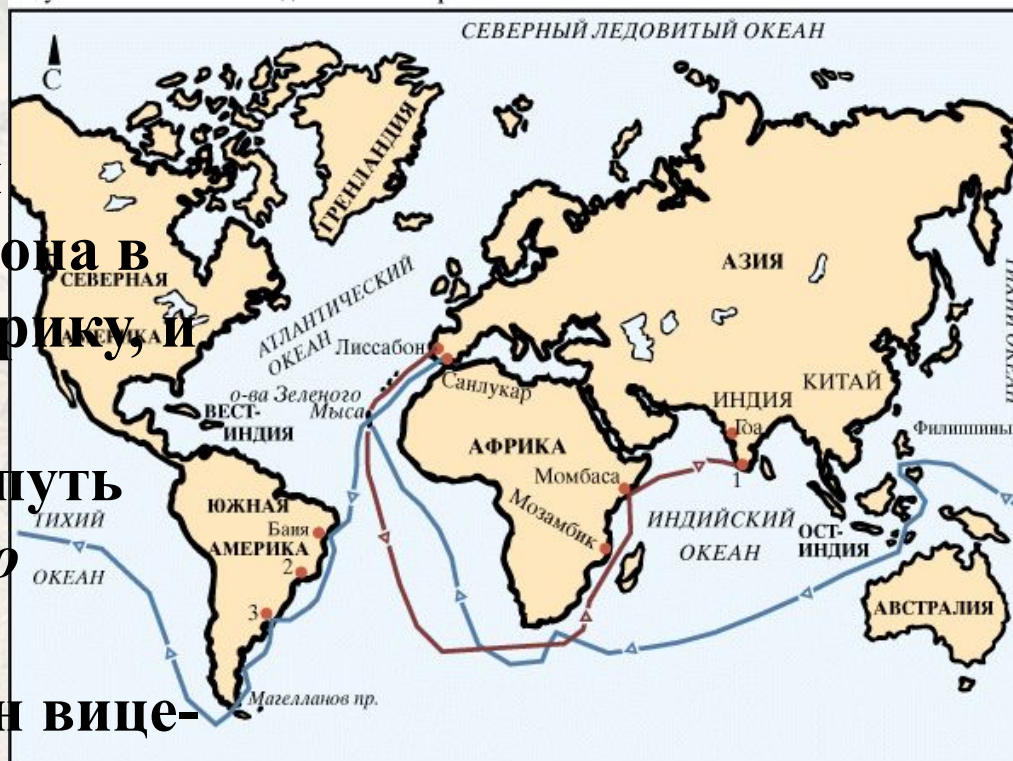 СЕВЕРНЫЙ ЛЕДОВИТЫЙ ОКЕАН
С
ГРЕНЛАНДИЯ
она в
СЕВЕРНАЯ
АМЕРИКА
рику, и
АТЛАНТИЧЕСКИЙ
ОКЕАН
АЗИЯ
Лиссабон
Санлукар
о-ва Зеленого
Мыса
ВЕСТ-
ИНДИЯ
КИТАЙ
ИНДИЯ
Гоа
1
Филиппины
АФРИКА
Момбаса
Мозамбик
путь
ЮЖНАЯ
АМЕРИКА
Баия
2
3
ТИХИЙ
ОКЕАН
о
ИНДИЙСКИЙ
ОКЕАН
ОСТ-
ИНДИЯ
АВСТРАЛИЯ
Магелланов пр.
н вице-